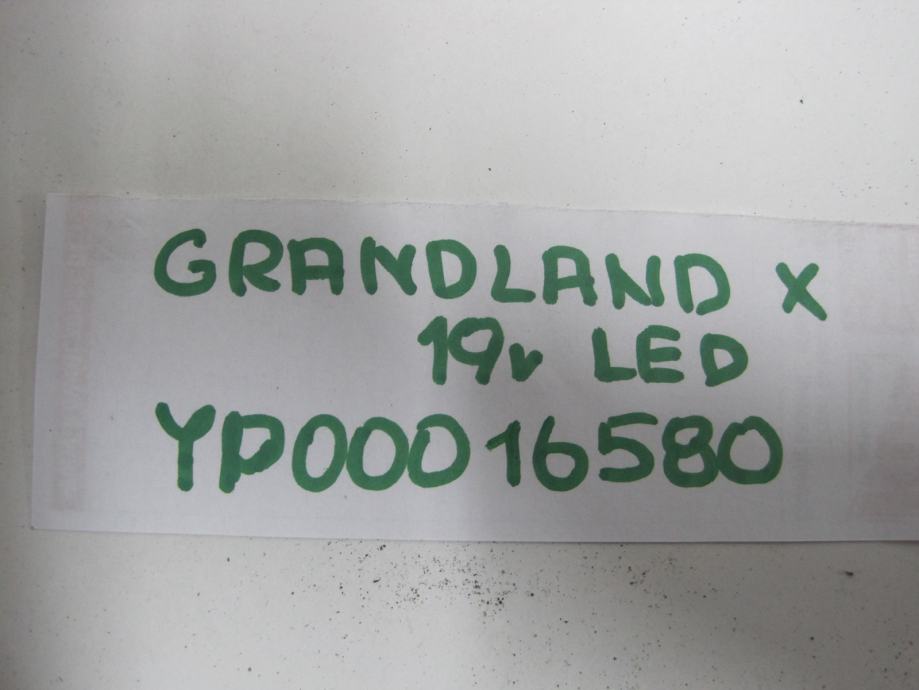 GRANDLAND X
19v LED
YP00016580